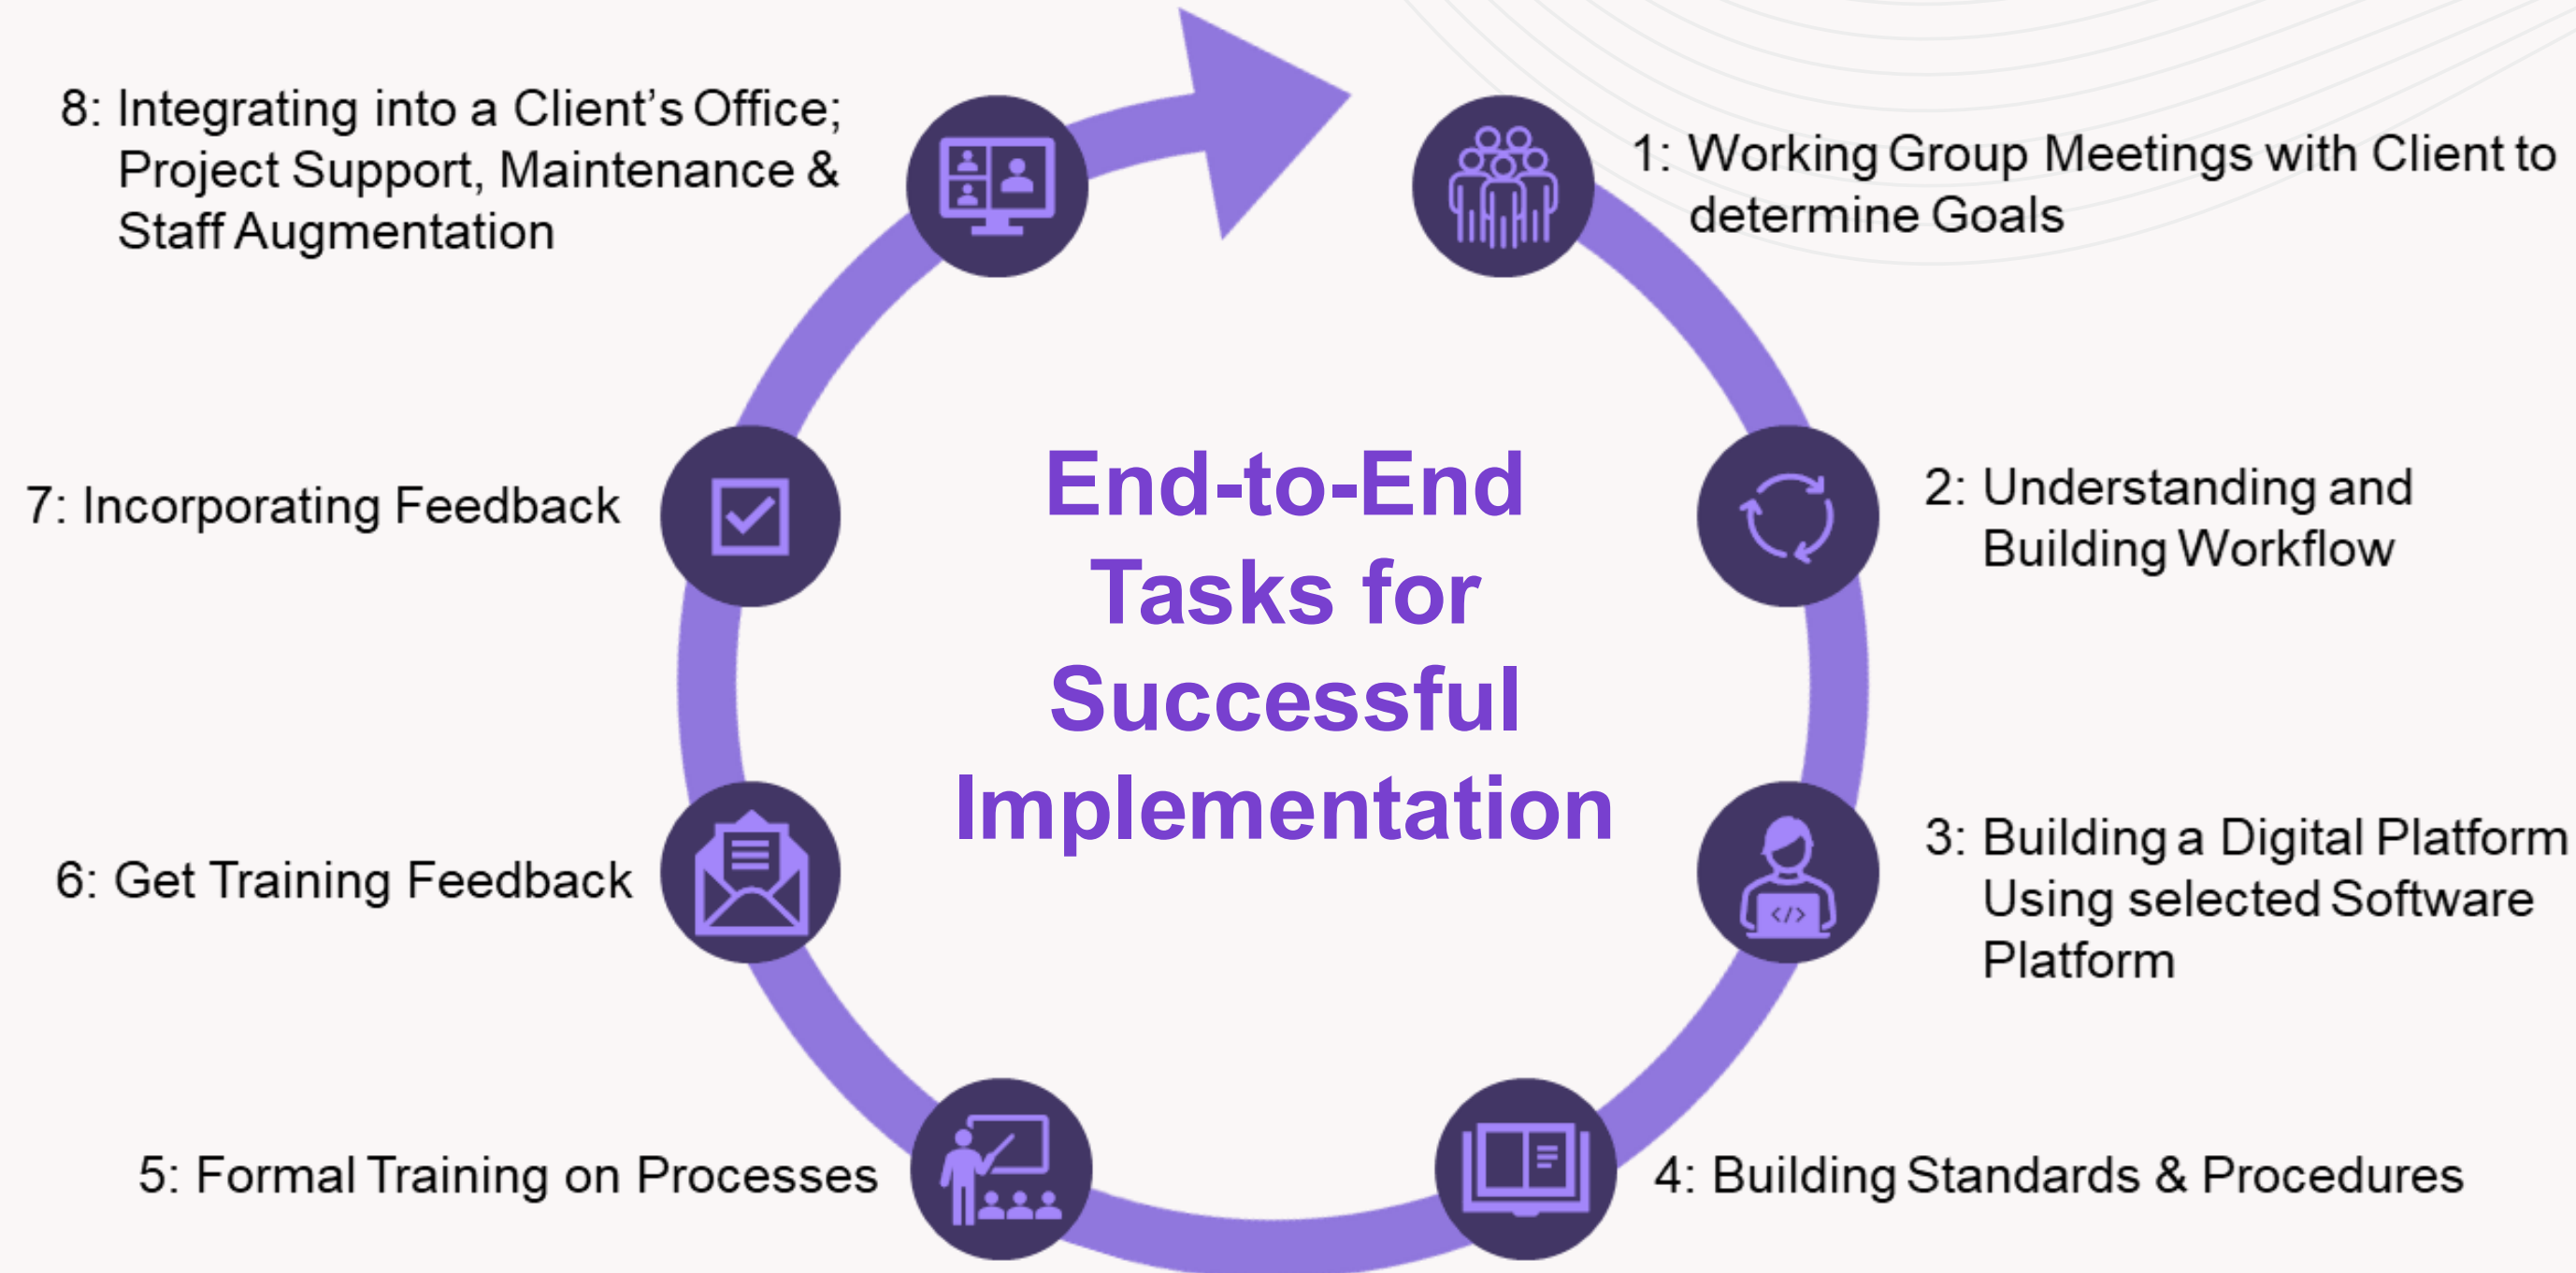 End-to-End
Tasks for
Successful
Implementation
1: Working Group Meetings with Client to
determine Goals
2: Understanding and
Building Workflow
3: Building a Digital Platform
Using selected Software
Platform
</>
4: Building Standards & Procedures
5: Formal Training on Processes
6: Get Training Feedback
7: Incorporating Feedback
8: Integrating into a Client's Office;
Project Support, Maintenance &
Staff Augmentation